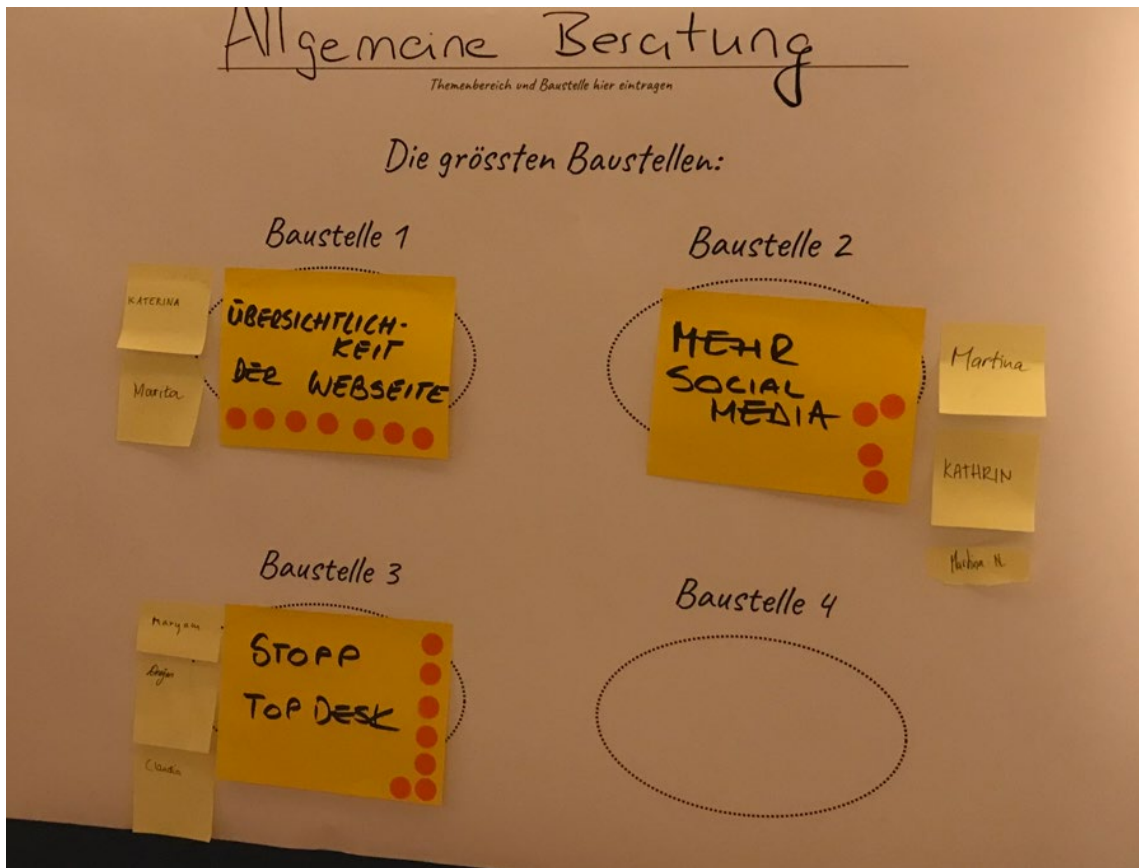 Allgemeine Beratung
Themenbereich und Baustelle hier eintragen
Die grössten Baustellen:
Baustelle 1
KATERINA
Marita
ÜBERSICHTLICH-
KEIT
DER WEBSEITE
Baustelle 2
MEHR
SOCIAL
MEDIA
Martina
KATHRIN
Martina N.
Baustelle 3
Maryam
Claudia
STOPP
TOP DESK
Baustelle 4